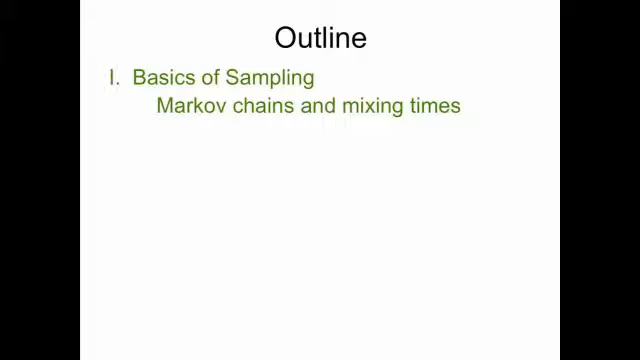 Outline
I. Basics of Sampling
Markov chains and mixing times